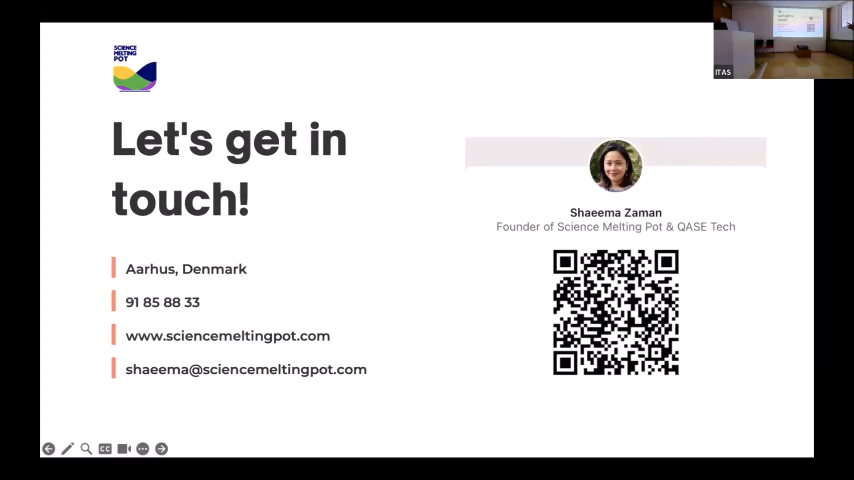 SCIENCE
MELTING
POT
Let's get in
touch!
Aarhus, Denmark
91 85 88 33
www.sciencemeltingpot.com
shaeema@sciencemeltingpot.com
Shaeema Zaman
Founder of Science Melting Pot & QASE Tech
CC
ITAS